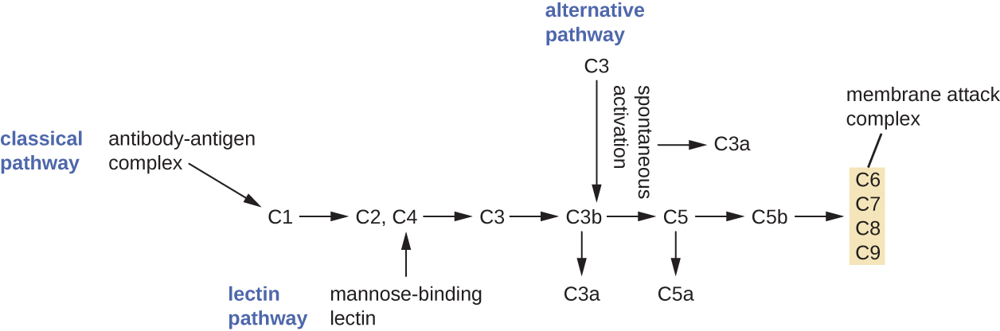 alternative
pathway
C3
spontaneous
activation
C3a
membrane attack
complex
classical
pathway
antibody-antigen
complex
C1
C2, C4
C3
C3b
C5
C5b
C6
C7
C8
C9
C3a
C5a
lectin
pathway
mannose-binding
lectin